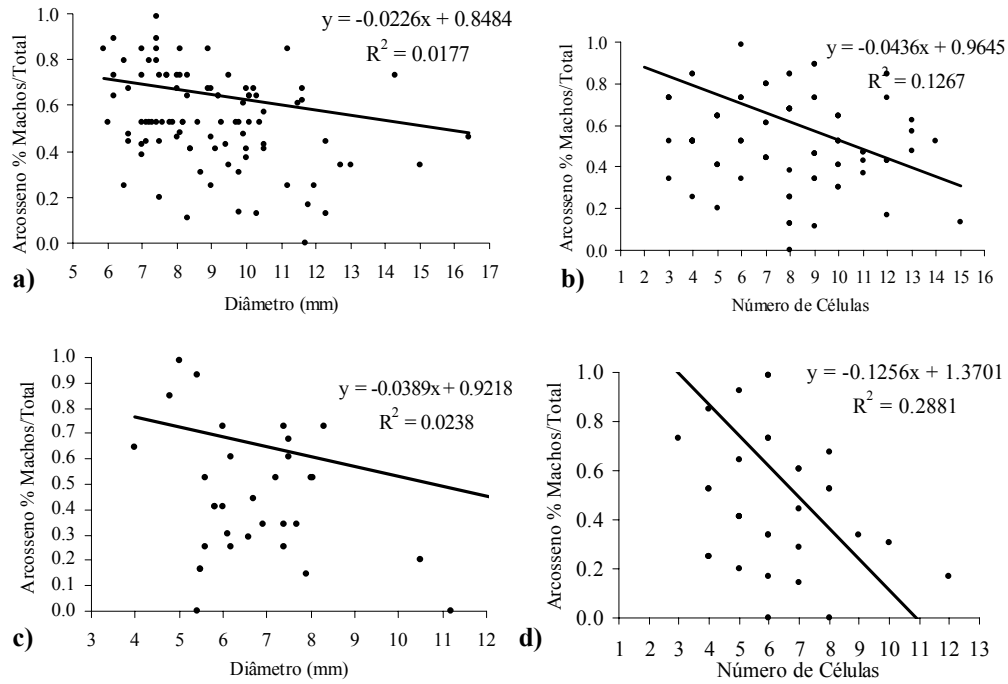 y = -0.0226x + 0.8484
R2 = 0.0177
Arcosseno % Machos/Total
1.0
0.8
0.6
0.4
0.2
0.0
5 6 7 8 9 10 11 12 13 14 15 16 17
a)
Diâmetro (mm)
y = -0.0436x + 0.9645
R2 = 0.1267
Arcosseno % Machos/Total
1.0
0.8
0.6
0.4
0.2
0.0
1 2 3 4 5 6 7 8 9 10 11 12 13 14 15 16
b)
Número de Células
y = -0.0389x + 0.9218
R2 = 0.0238
Arcosseno % Machos/Total
1.0
0.9
0.8
0.7
0.6
0.5
0.4
0.3
0.2
0.1
0.0
3 4 5 6 7 8 9 10 11 12
c)
Diâmetro (mm)
y = -0.1256x + 1.3701
R2 = 0.2881
Arcosseno % Machos/Total
1.0
0.8
0.6
0.4
0.2
0.0
1 2 3 4 5 6 7 8 9 10 11 12 13
d)
Número de Células